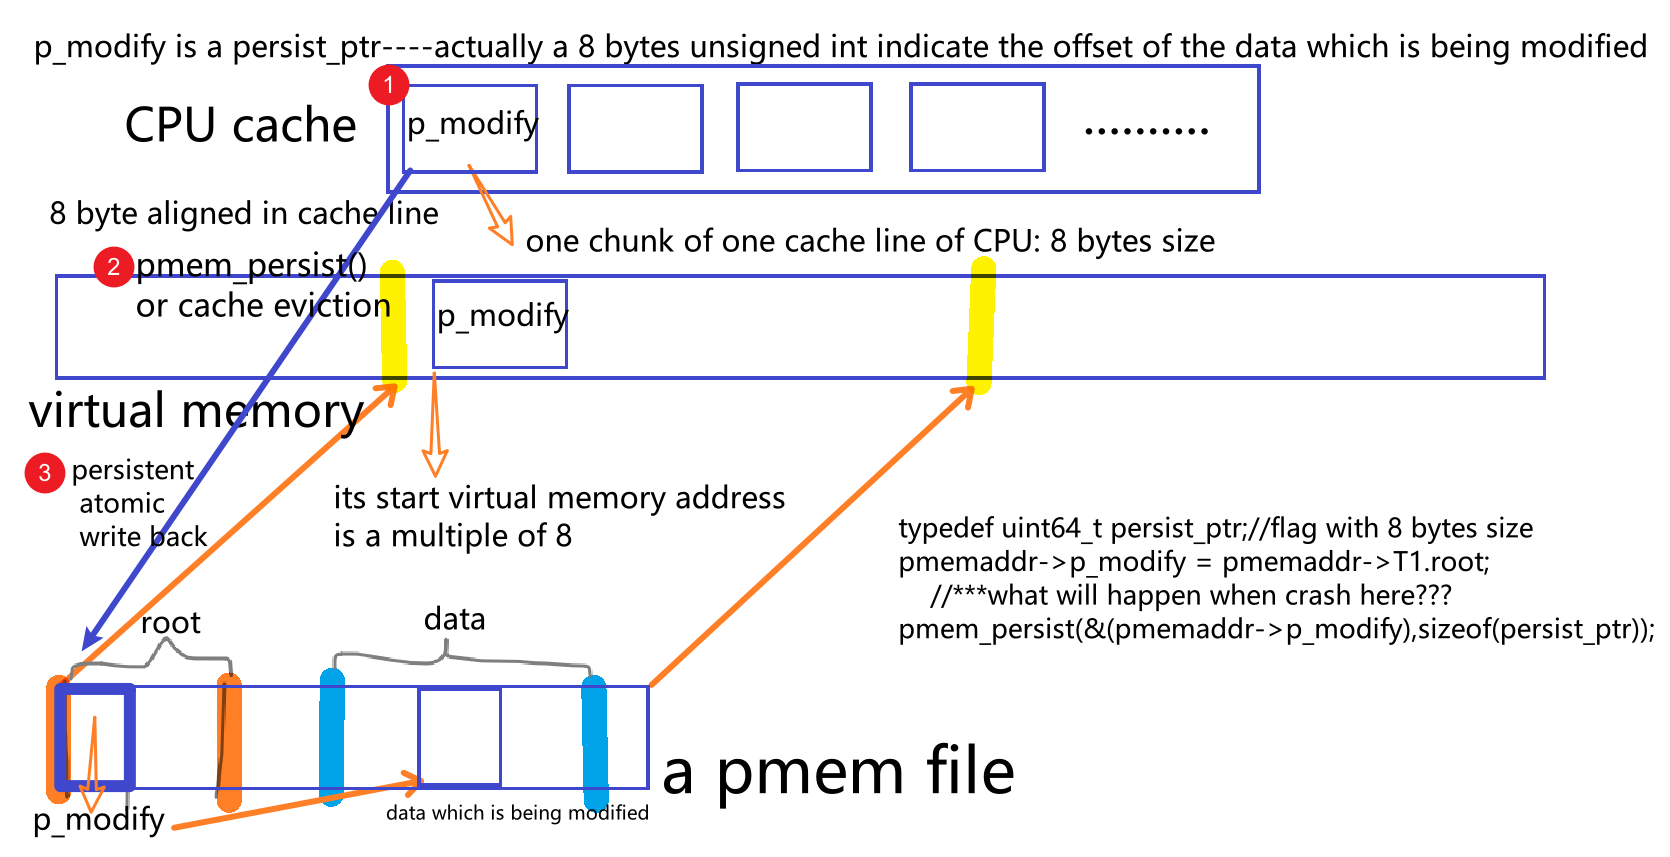 p_modify is a persist_ptr----actually a 8 bytes unsigned int indicate the offset of the data which is being modified
1
CPU cache
p_modify
..........
8 byte aligned in cache line
one chunk of one cache line of CPU: 8 bytes size
2
pmem_persist()
or cache eviction
p_modify
virtual memory
3
persistent
atomic
write back
its start virtual memory address
is a multiple of 8
typedef uint64_t persist_ptr;//flag with 8 bytes size
pmemaddr->p_modify = pmemaddr->T1.root;
//***what will happen when crash here???
pmem_persist(&(pmemaddr->p_modify),sizeof(persist_ptr));
root
data
a pmem file
p_modify
data which is being modified